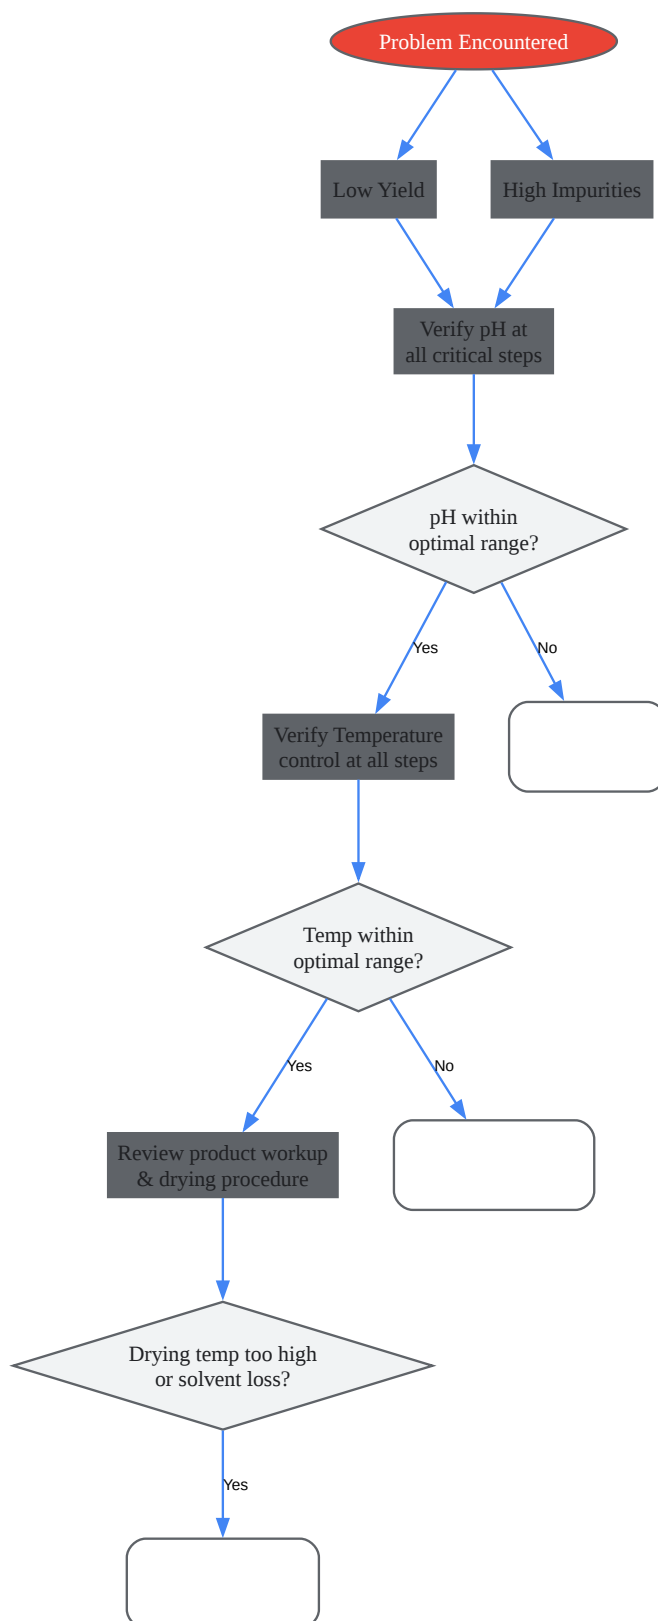 Problem Encountered
Low Yield
High Impurities
Verify pH at
all critical steps
pH within
optimal range?
Yes
No
Verify Temperature
control at all steps
Temp within
optimal range?
Yes
No
Review product workup
& drying procedure
Drying temp too high
or solvent loss?
Yes